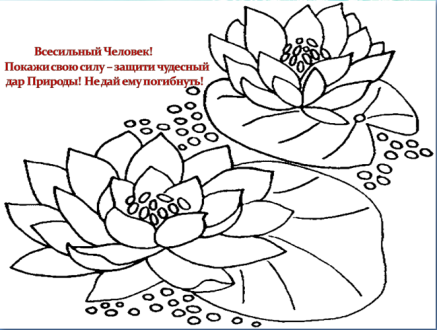 Всесильный Человек!
Покажи свою силу – защити чудесный
дар Природы! Не дай ему погибнуть!